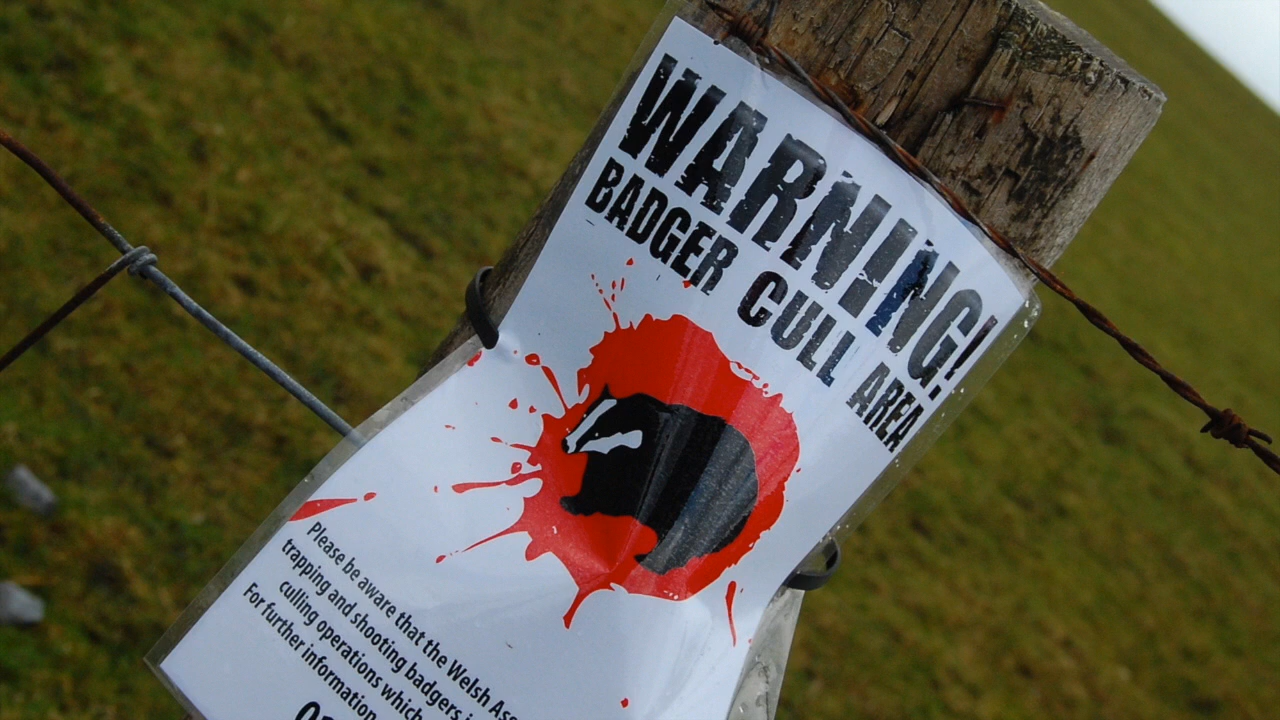 WARNING!
BADGER CULL AREA
Please be aware that the Welsh Ass
trapping and shooting badgers i
culling operations which
For further information